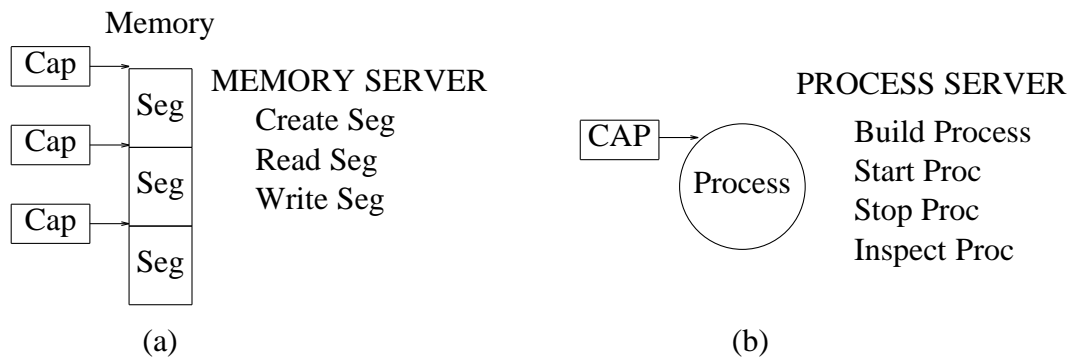 Memory
Cap
Seg
MEMORY SERVER
Create Seg
Cap
Read Seg
Seg
Write Seg
Cap
Seg
(a)
PROCESS SERVER
CAP
Build Process
Process
Start Proc
Stop Proc
Inspect Proc
(b)